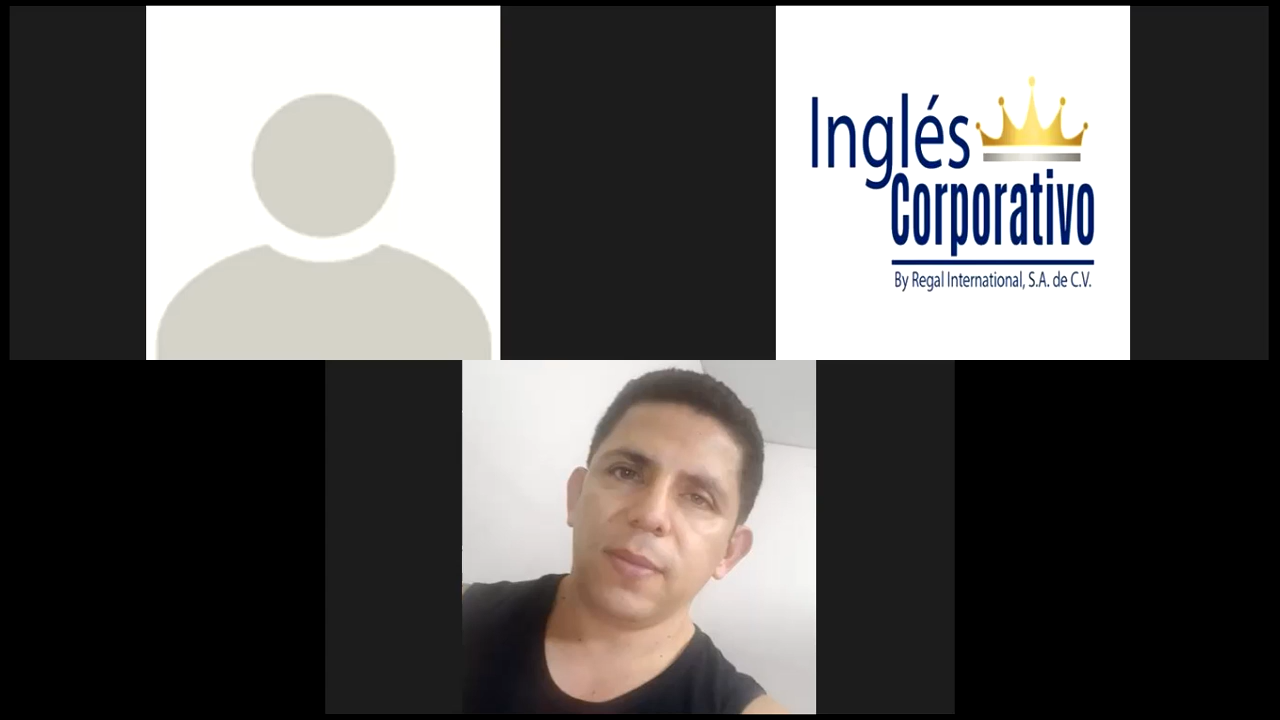 Inglés
Corporativo
By Regal International, S.A. de C.V.